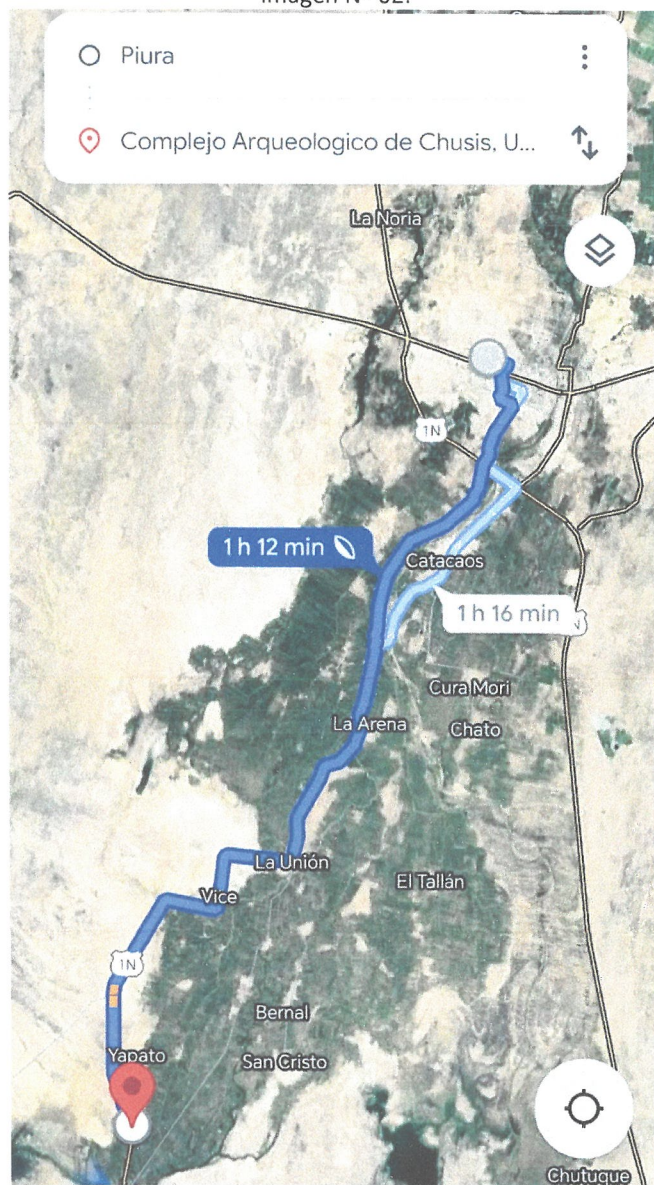 Piura
Complejo Arqueologico de Chusis, U...
La Noria
1N
1 h 12 min
Catacaos
1 h 16 min
N
Cura Mori
La Arena
Chato
La Unión
El Tallán
Vice
1N
Bernal
Yapato
San Cristo
Chutuque